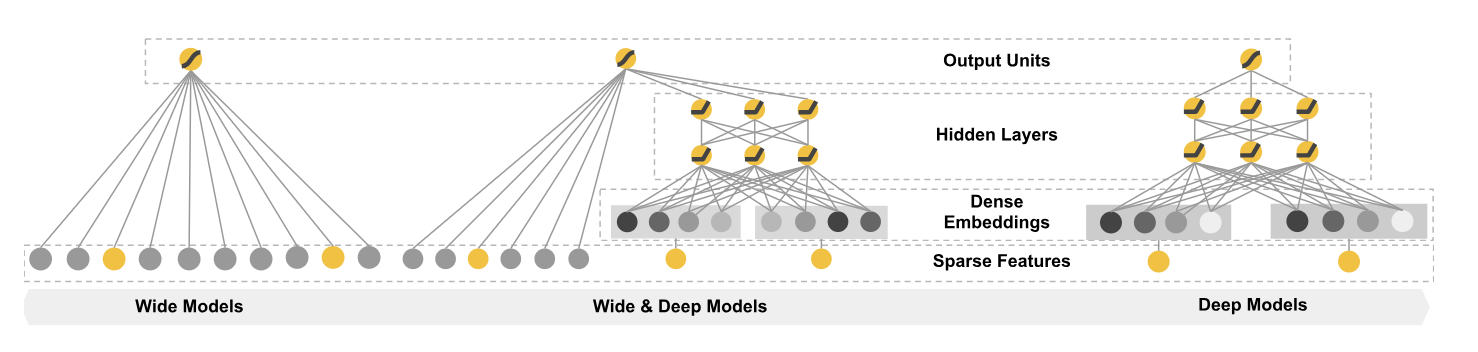 Output Units
Hidden Layers
Dense
Embeddings
Sparse Features
Wide Models
Wide & Deep Models
Deep Models